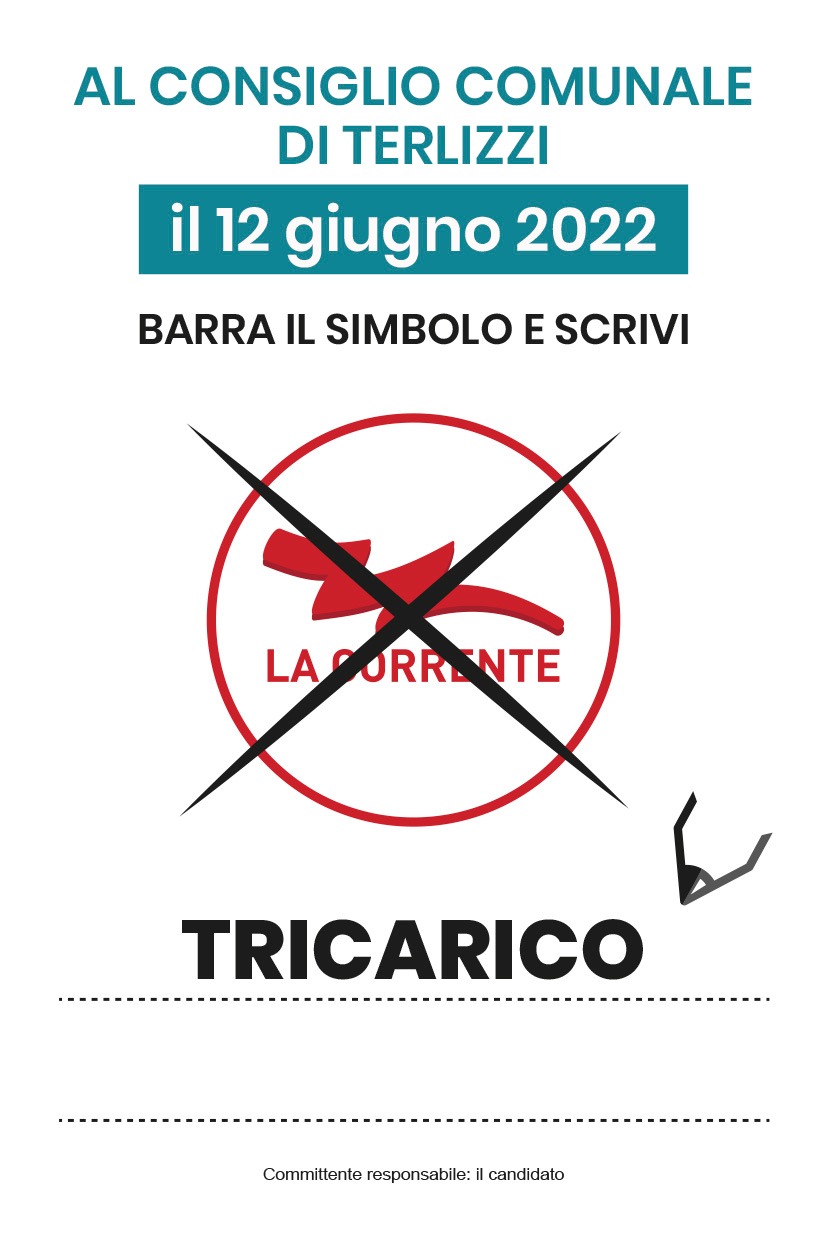 AL CONSIGLIO COMUNALE
DI TERLIZZI
il 12 giugno 2022
BARRA IL SIMBOLO E SCRIVI
LA CORRENTE
TRICARICO
Committente responsabile: il candidato